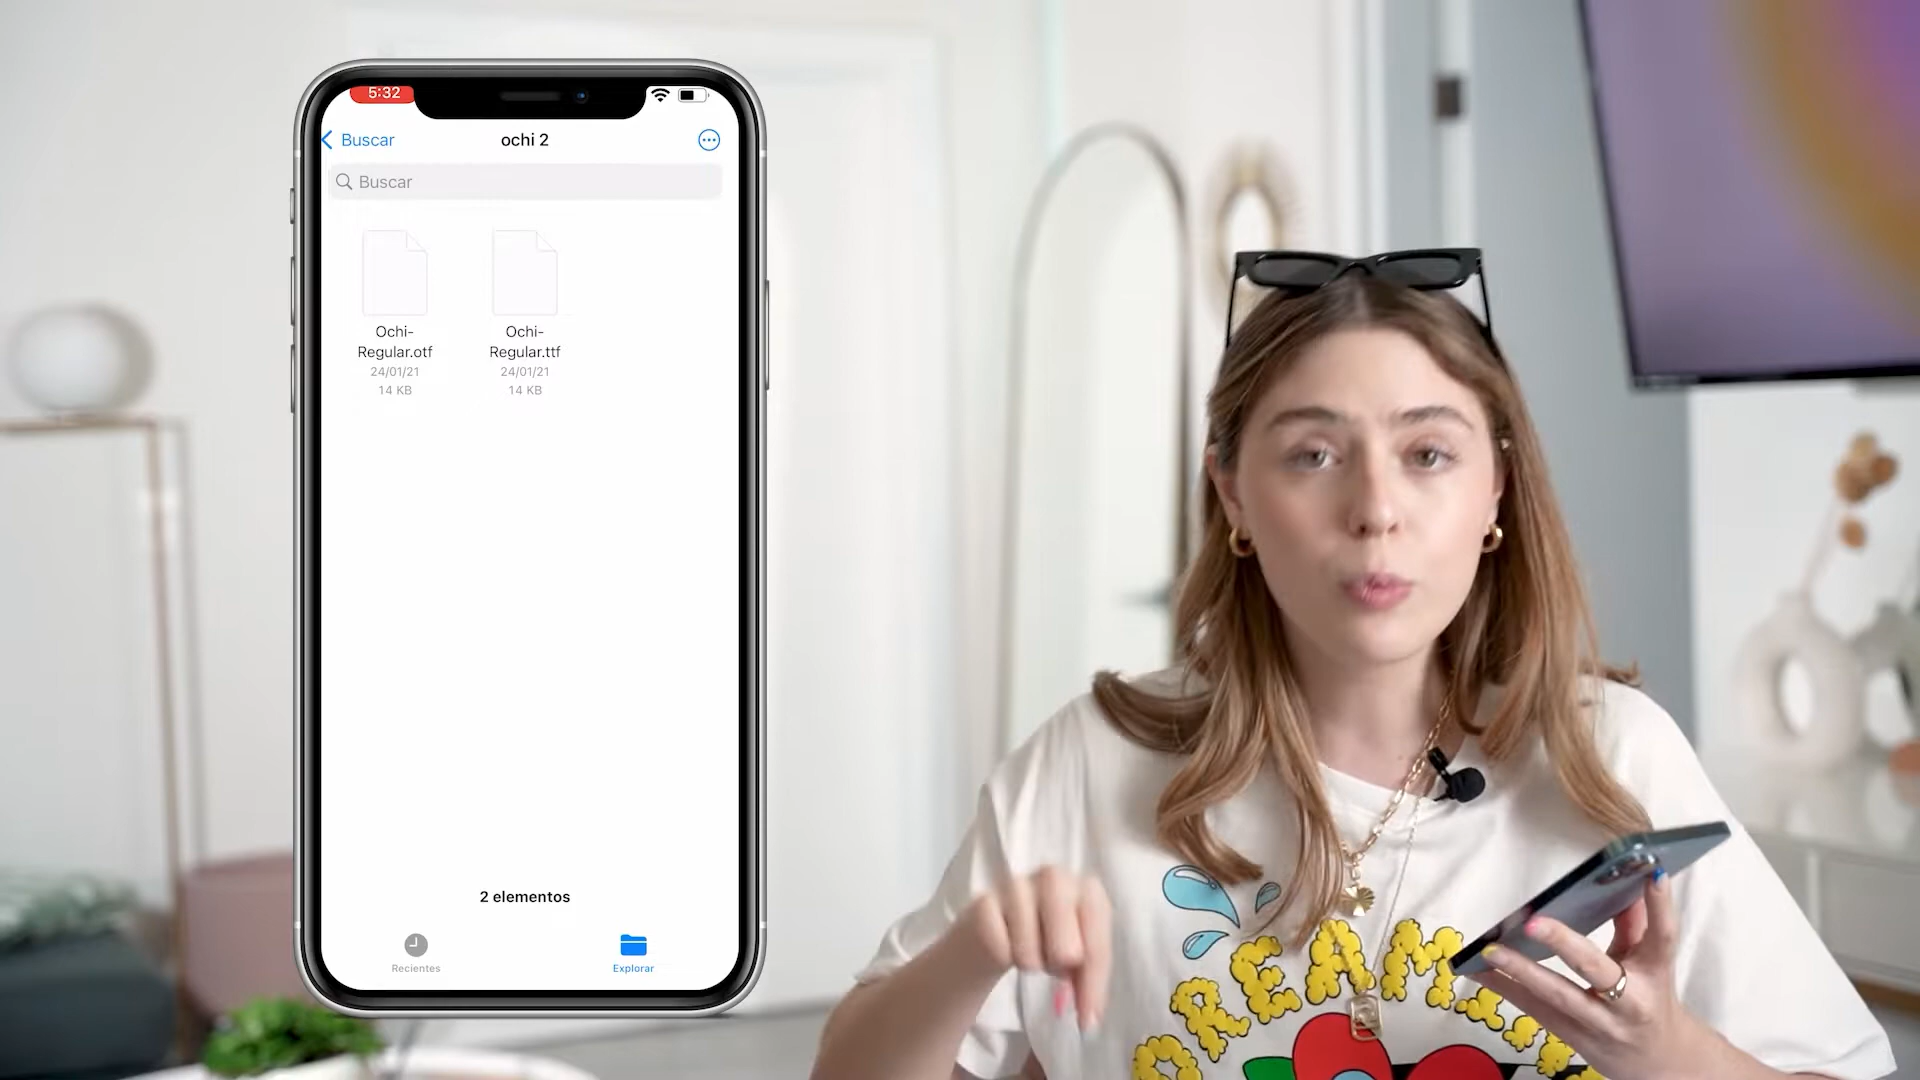 5:32
Buscar
ochi 2
Buscar
Ochi-
Regular.otf
24/01/21
14 KB
Ochi-
Regular.ttf
24/01/21
14 KB
2 elementos
Recientes
Explorar
DREAMS